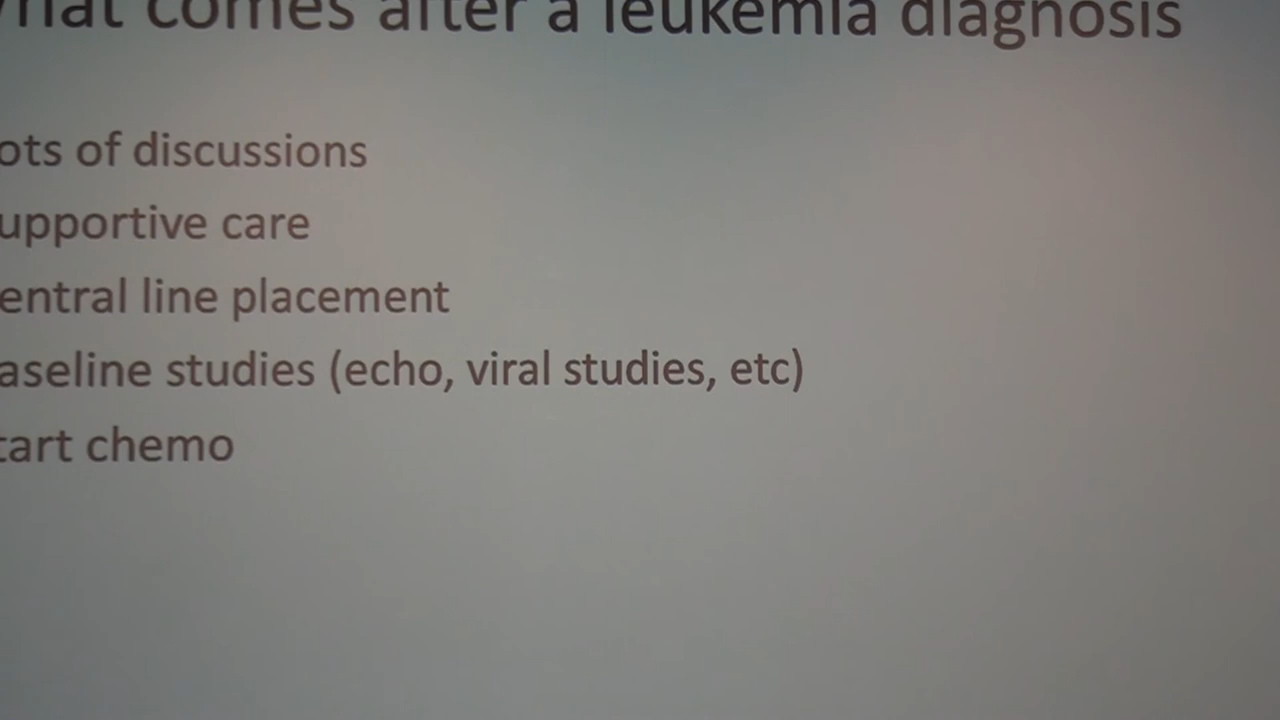 hat comes after a leukemia diagnosis
ots of discussions
upportive care
entral line placement
aseline studies (echo, viral studies, etc)
tart chemo